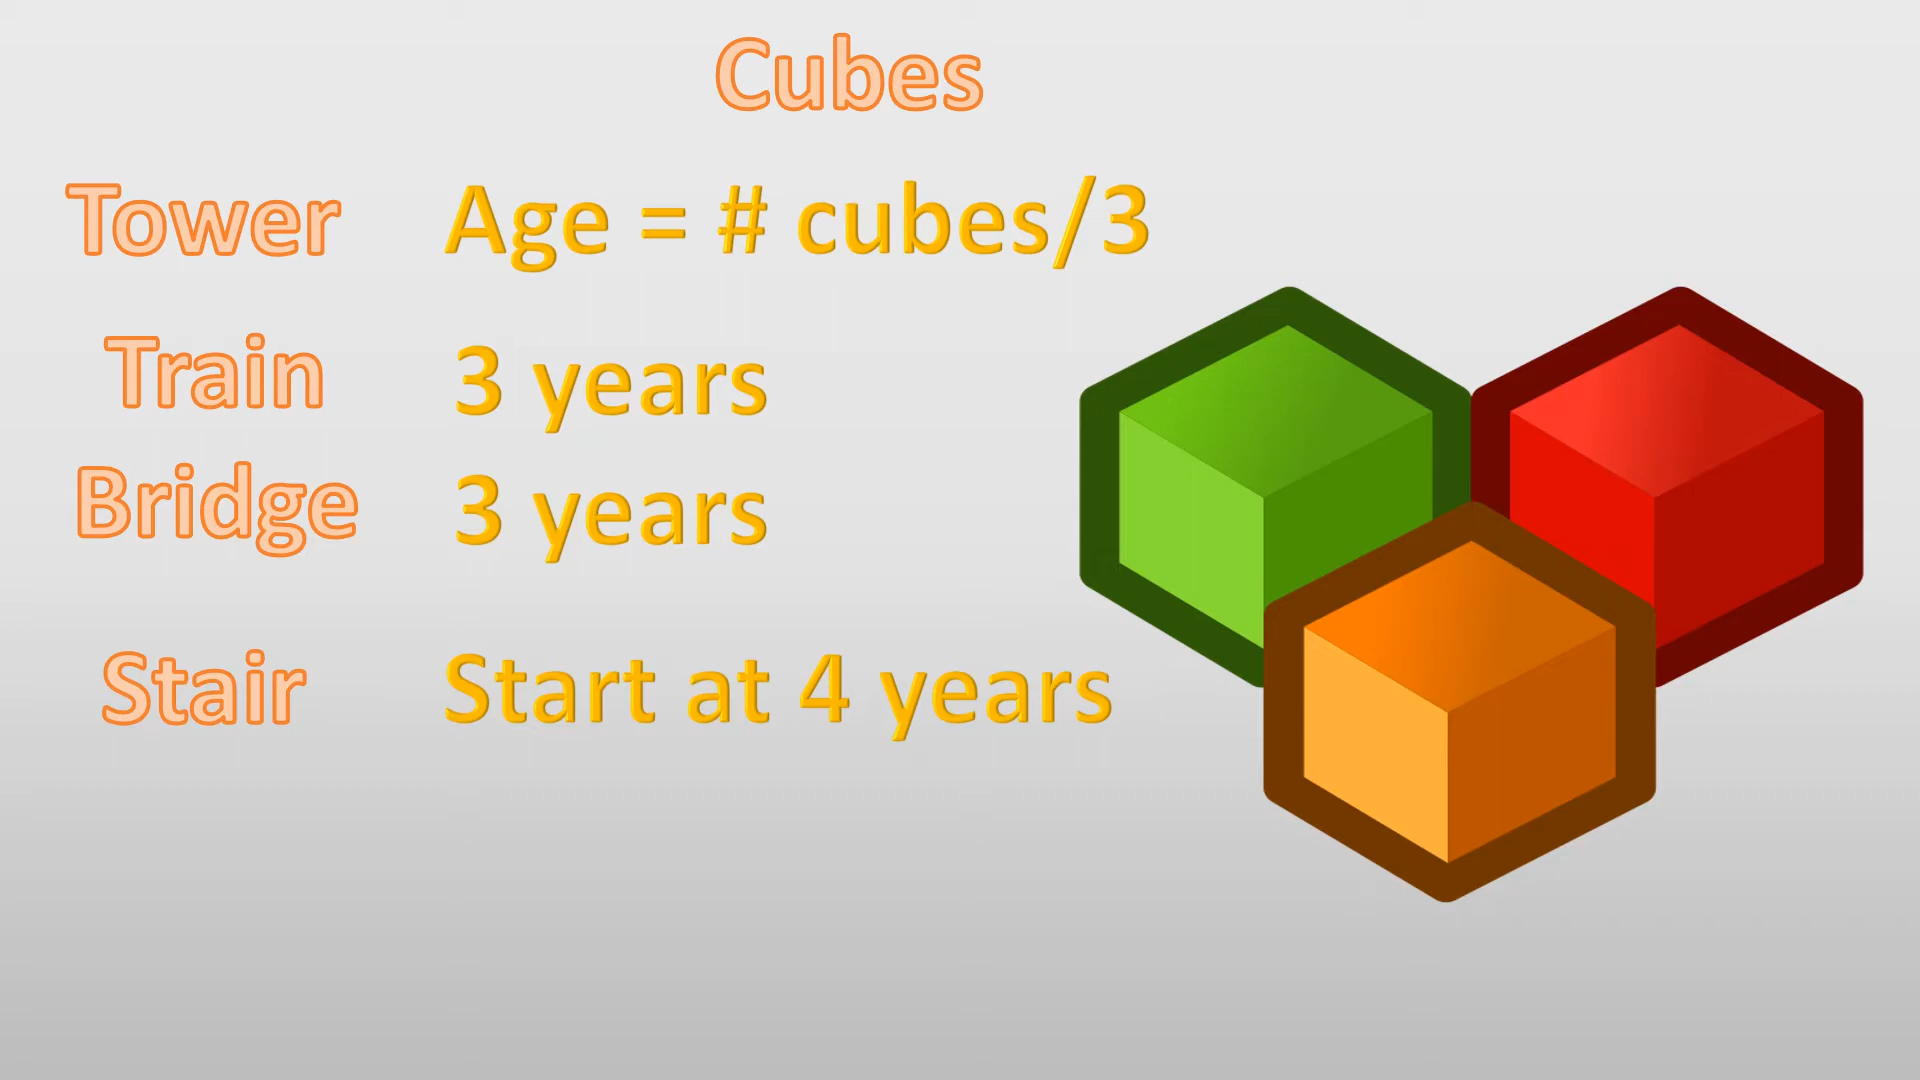 Cubes
Tower Age = # cubes/3
Train 3 years
Bridge 3 years
Stair Start at 4 years